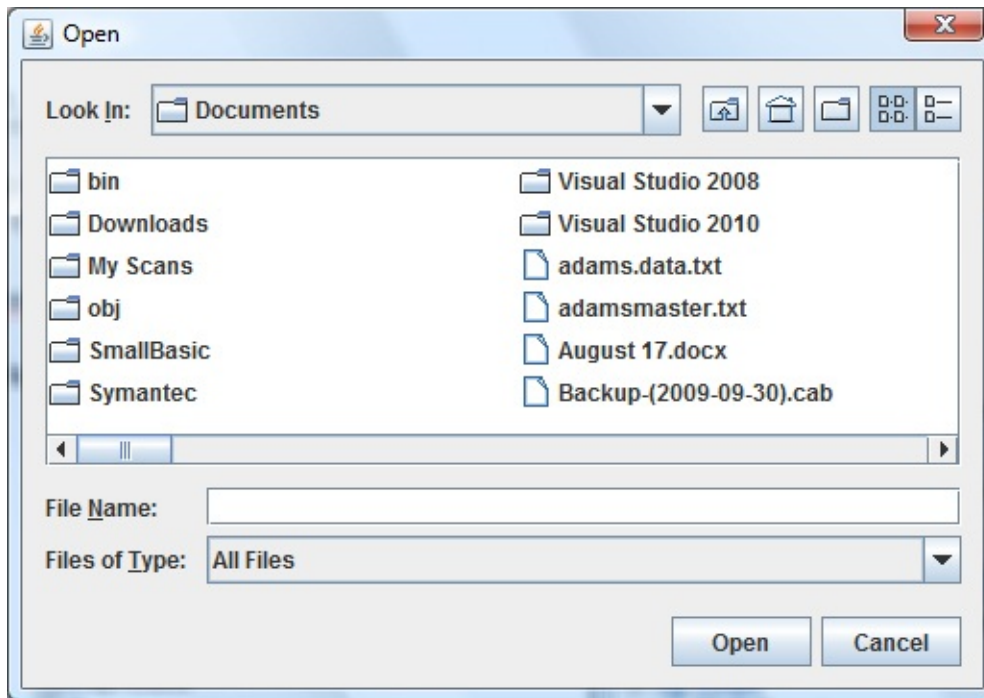 Open
Look In: Documents
bin
Downloads
My Scans
obj
SmallBasic
Symantec
Visual Studio 2008
Visual Studio 2010
adams.data.txt
adamsmaster.txt
August 17.docx
Backup-(2009-09-30).cab
File Name:
Files of Type: All Files
Open Cancel